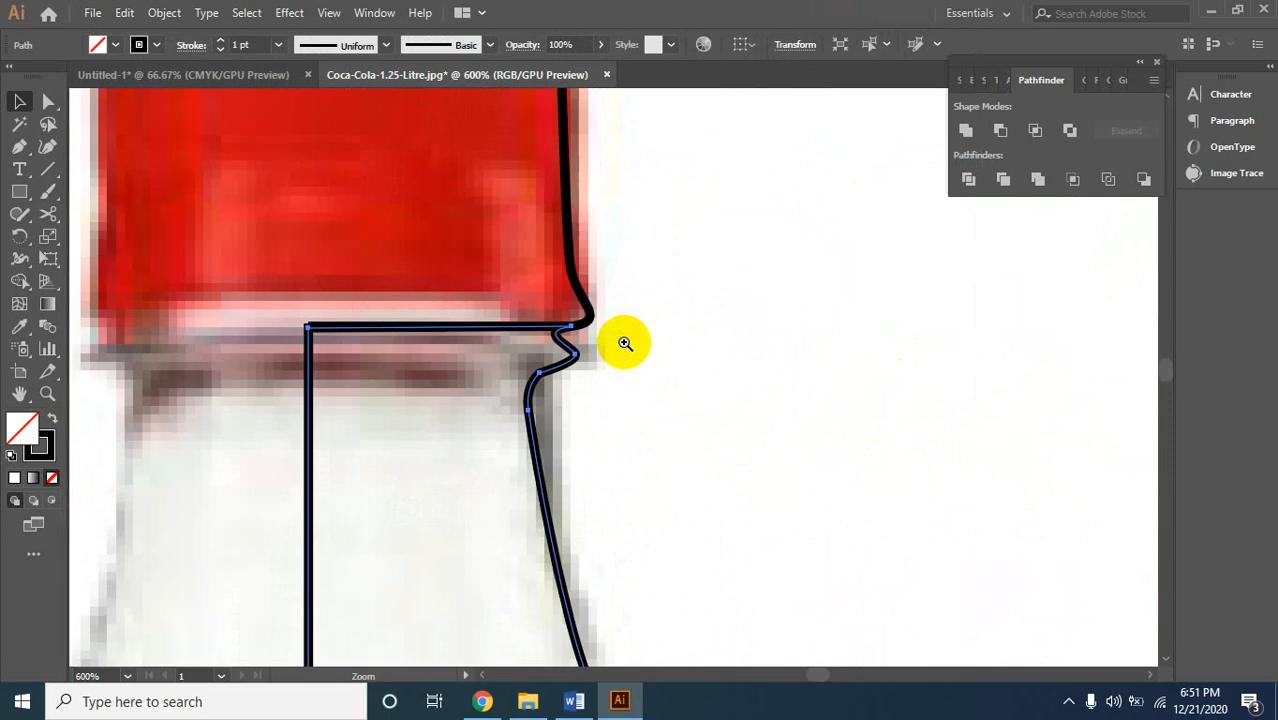 Ai File Edit Object Type Select Effect View Window Help Essentials Search Adobe Stock
Path Stroke: 1 pt Uniform Basic Opacity: 100% Style: Transform
Untitled-1* @ 66.67% (CMYK/GPU Preview) Coca-Cola-1.25-Litre.jpg* @ 600% (RGB/GPU Preview)
S E S T A Pathfinder C F C Gr
Shape Modes:
Expand
Pathfinders:
Character
Paragraph
OpenType
Image Trace
600% 1 Zoom
Type here to search
Ai
6:51 PM
12/21/2020
3